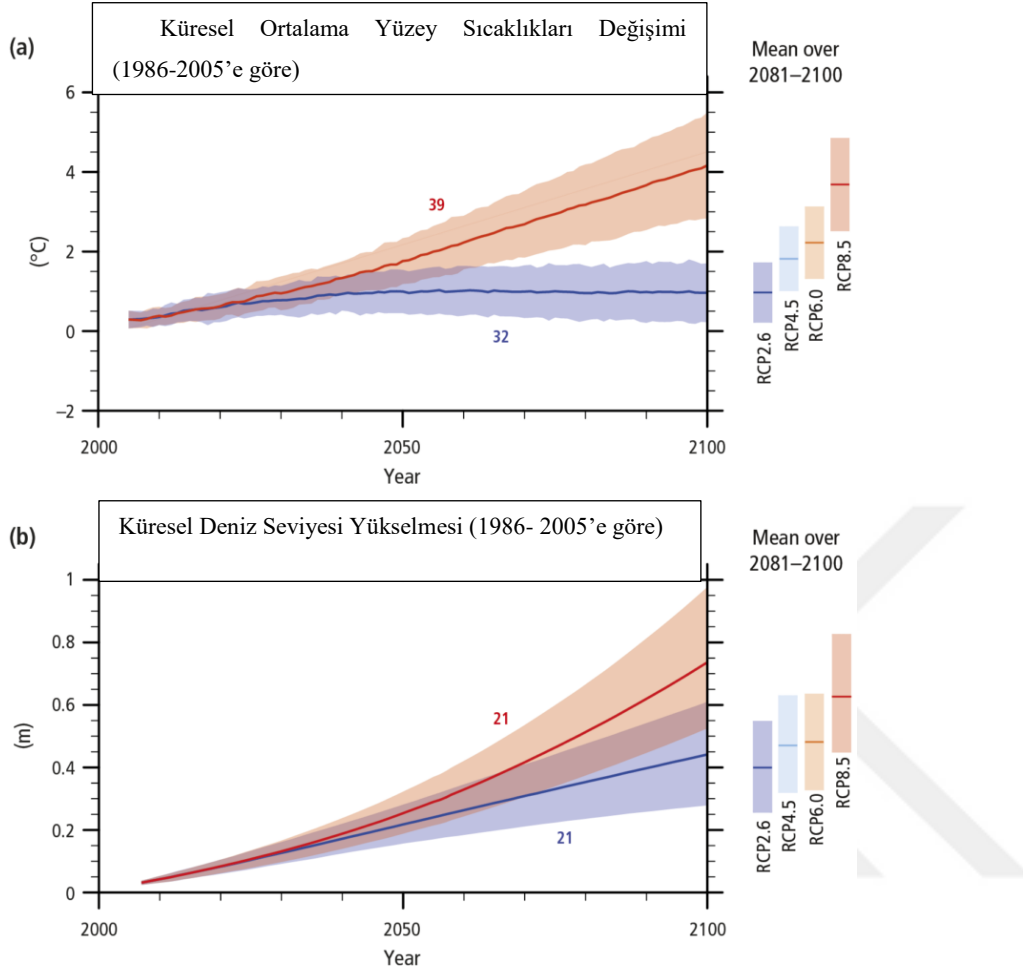 (a)
Küresel Ortalama Yüzey Sıcaklıkları Değişimi
(1986-2005’e göre)
Mean over
2081–2100
6
4
2
0
–2
(°C)
39
32
2000
2050
2100
Year
RCP2.6
RCP4.5
RCP6.0
RCP8.5
(b)
Küresel Deniz Seviyesi Yükselmesi (1986- 2005’e göre)
Mean over
2081–2100
1
0.8
0.6
0.4
0.2
0
(m)
21
21
2000
2050
2100
Year
RCP2.6
RCP4.5
RCP6.0
RCP8.5